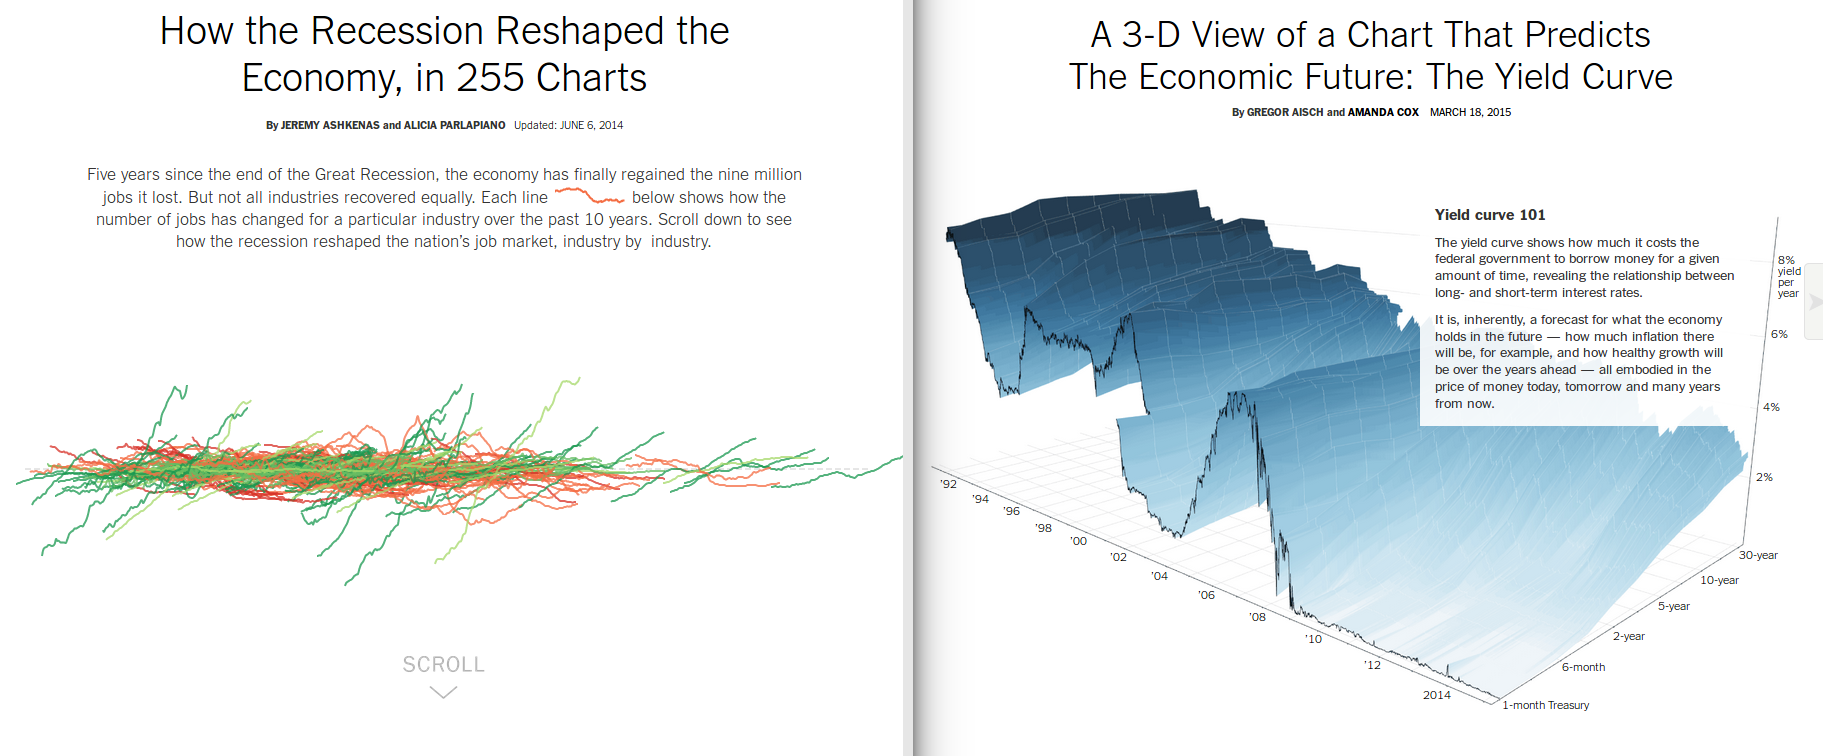 How the Recession Reshaped the
Economy, in 255 Charts
By JEREMY ASHKENAS and ALICIA PARLAPIANO Updated: JUNE 6, 2014
Five years since the end of the Great Recession, the economy has finally regained the nine million
jobs it lost. But not all industries recovered equally. Each line below shows how the
number of jobs has changed for a particular industry over the past 10 years. Scroll down to see
how the recession reshaped the nation’s job market, industry by industry.
SCROLL
A 3-D View of a Chart That Predicts
The Economic Future: The Yield Curve
By GREGOR AISCH and AMANDA COX MARCH 18, 2015
Yield curve 101
The yield curve shows how much it costs the
federal government to borrow money for a given
amount of time, revealing the relationship between
long- and short-term interest rates.
It is, inherently, a forecast for what the economy
holds in the future — how much inflation there
will be, for example, and how healthy growth will
be over the years ahead — all embodied in the
price of money today, tomorrow and many years
from now.
8%
yield
per
year
6%
4%
2%
'92
'94
'96
'98
'00
'02
'04
'06
'08
'10
'12
2014
30-year
10-year
5-year
2-year
6-month
1-month Treasury